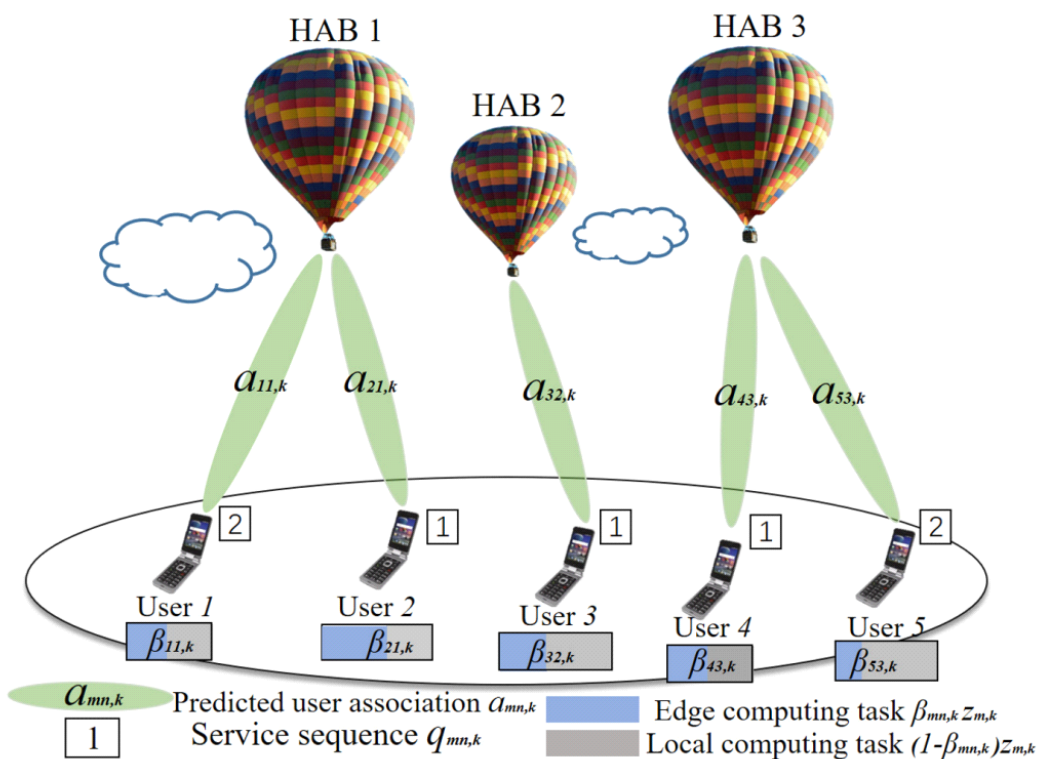 HAB 1
HAB 3
HAB 2
a11,k
a21,k
a32,k
a43,k
a53,k
2
1
1
1
2
User 1
User 2
User 3
User 4
User 5
β11,k
β21,k
β32,k
β43,k
β53,k
amn,k
Predicted user association amn,k
1
Service sequence qmn,k
Edge computing task βmn,k zm,k
Local computing task (1-βmn,k)zm,k